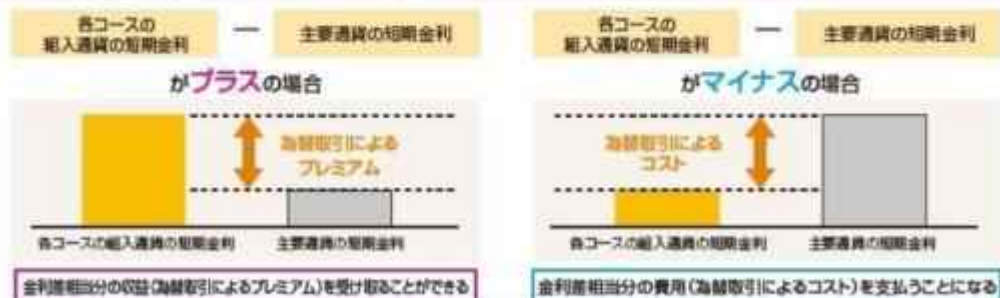 各コースの
組入通貨の短期金利
ー
主要通貨の短期金利
がプラスの場合
為替取引による
プレミアム
各コースの組入通貨の短期金利
主要通貨の短期金利
金利差相当分の収益(為替取引によるプレミアム)を受け取ることができる
各コースの
組入通貨の短期金利
ー
主要通貨の短期金利
がマイナスの場合
為替取引による
コスト
各コースの組入通貨の短期金利
主要通貨の短期金利
金利差相当分の費用(為替取引によるコスト)を支払うことになる